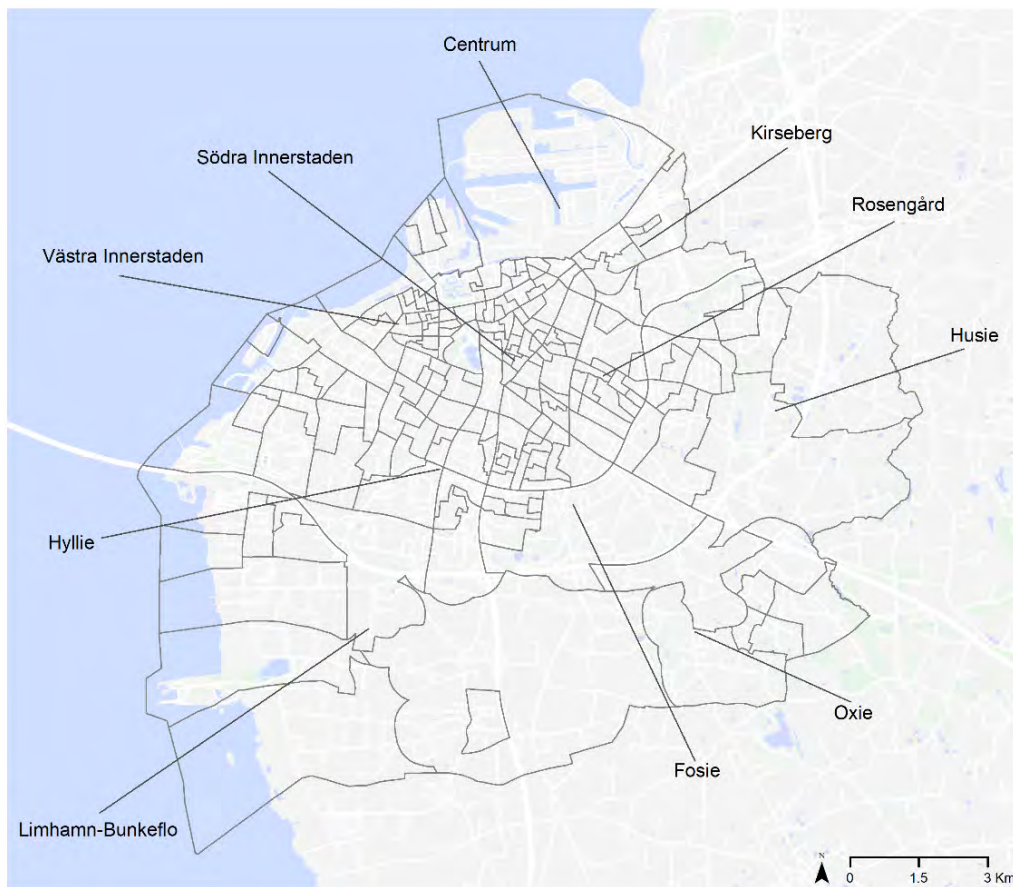 Centrum
Kirseberg
Södra Innerstaden
Rosengård
Västra Innerstaden
Husie
Hyllie
Oxie
Fosie
Limhamn-Bunkeflo
N
0 1.5 3 Km